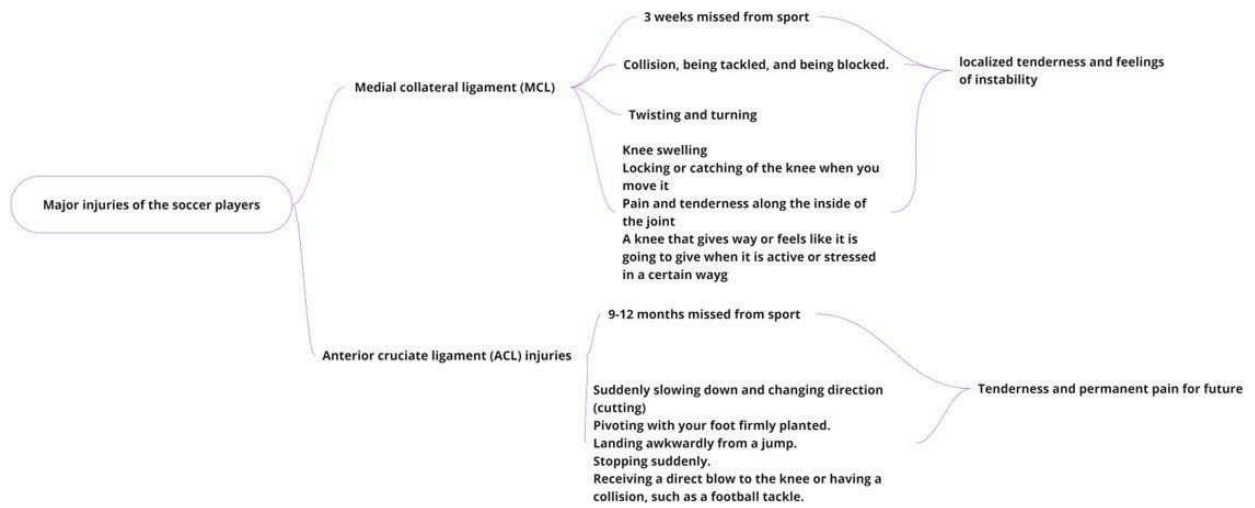 Major injuries of the soccer players
Medial collateral ligament (MCL)
3 weeks missed from sport
Collision, being tackled, and being blocked.
Twisting and turning
Knee swelling
Locking or catching of the knee when you
move it
Pain and tenderness along the inside of
the joint
A knee that gives way or feels like it is
going to give when it is active or stressed
in a certain wayg
localized tenderness and feelings
of instability
Anterior cruciate ligament (ACL) injuries
9-12 months missed from sport
Suddenly slowing down and changing direction
(cutting)
Pivoting with your foot firmly planted.
Landing awkwardly from a jump.
Stopping suddenly.
Receiving a direct blow to the knee or having a
collision, such as a football tackle.
Tenderness and permanent pain for future